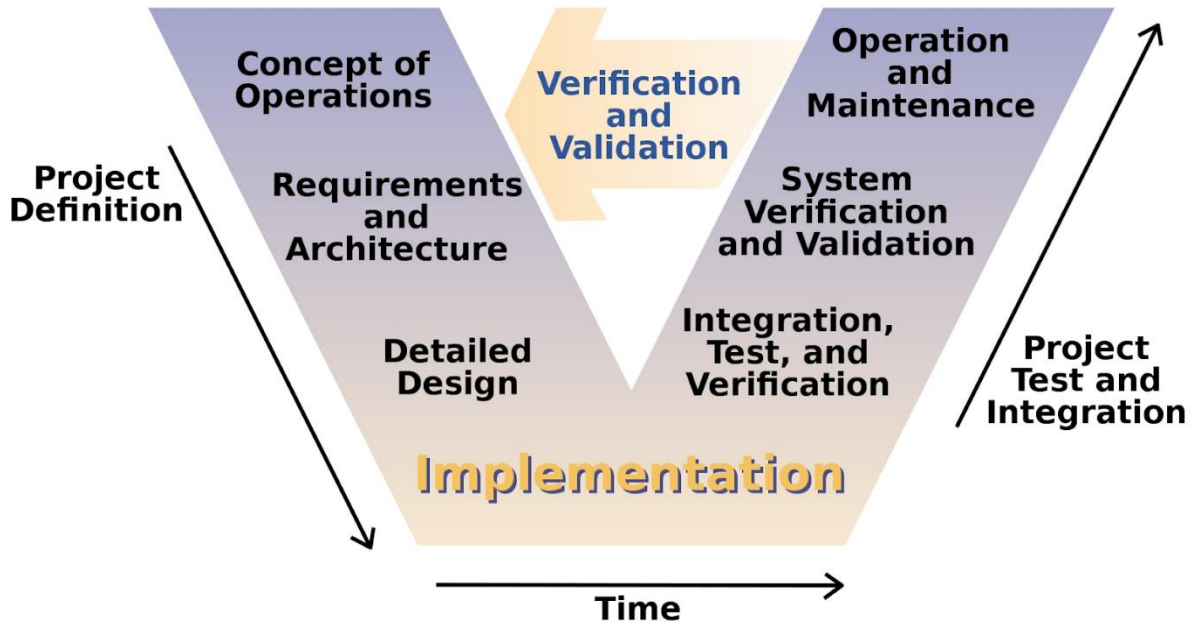 Concept of
Operations
Verification
and
Validation
Operation
and
Maintenance
Project
Definition
Requirements
and
Architecture
System
Verification
and Validation
Detailed
Design
Integration,
Test, and
Verification
Project
Test and
Integration
Implementation
Time